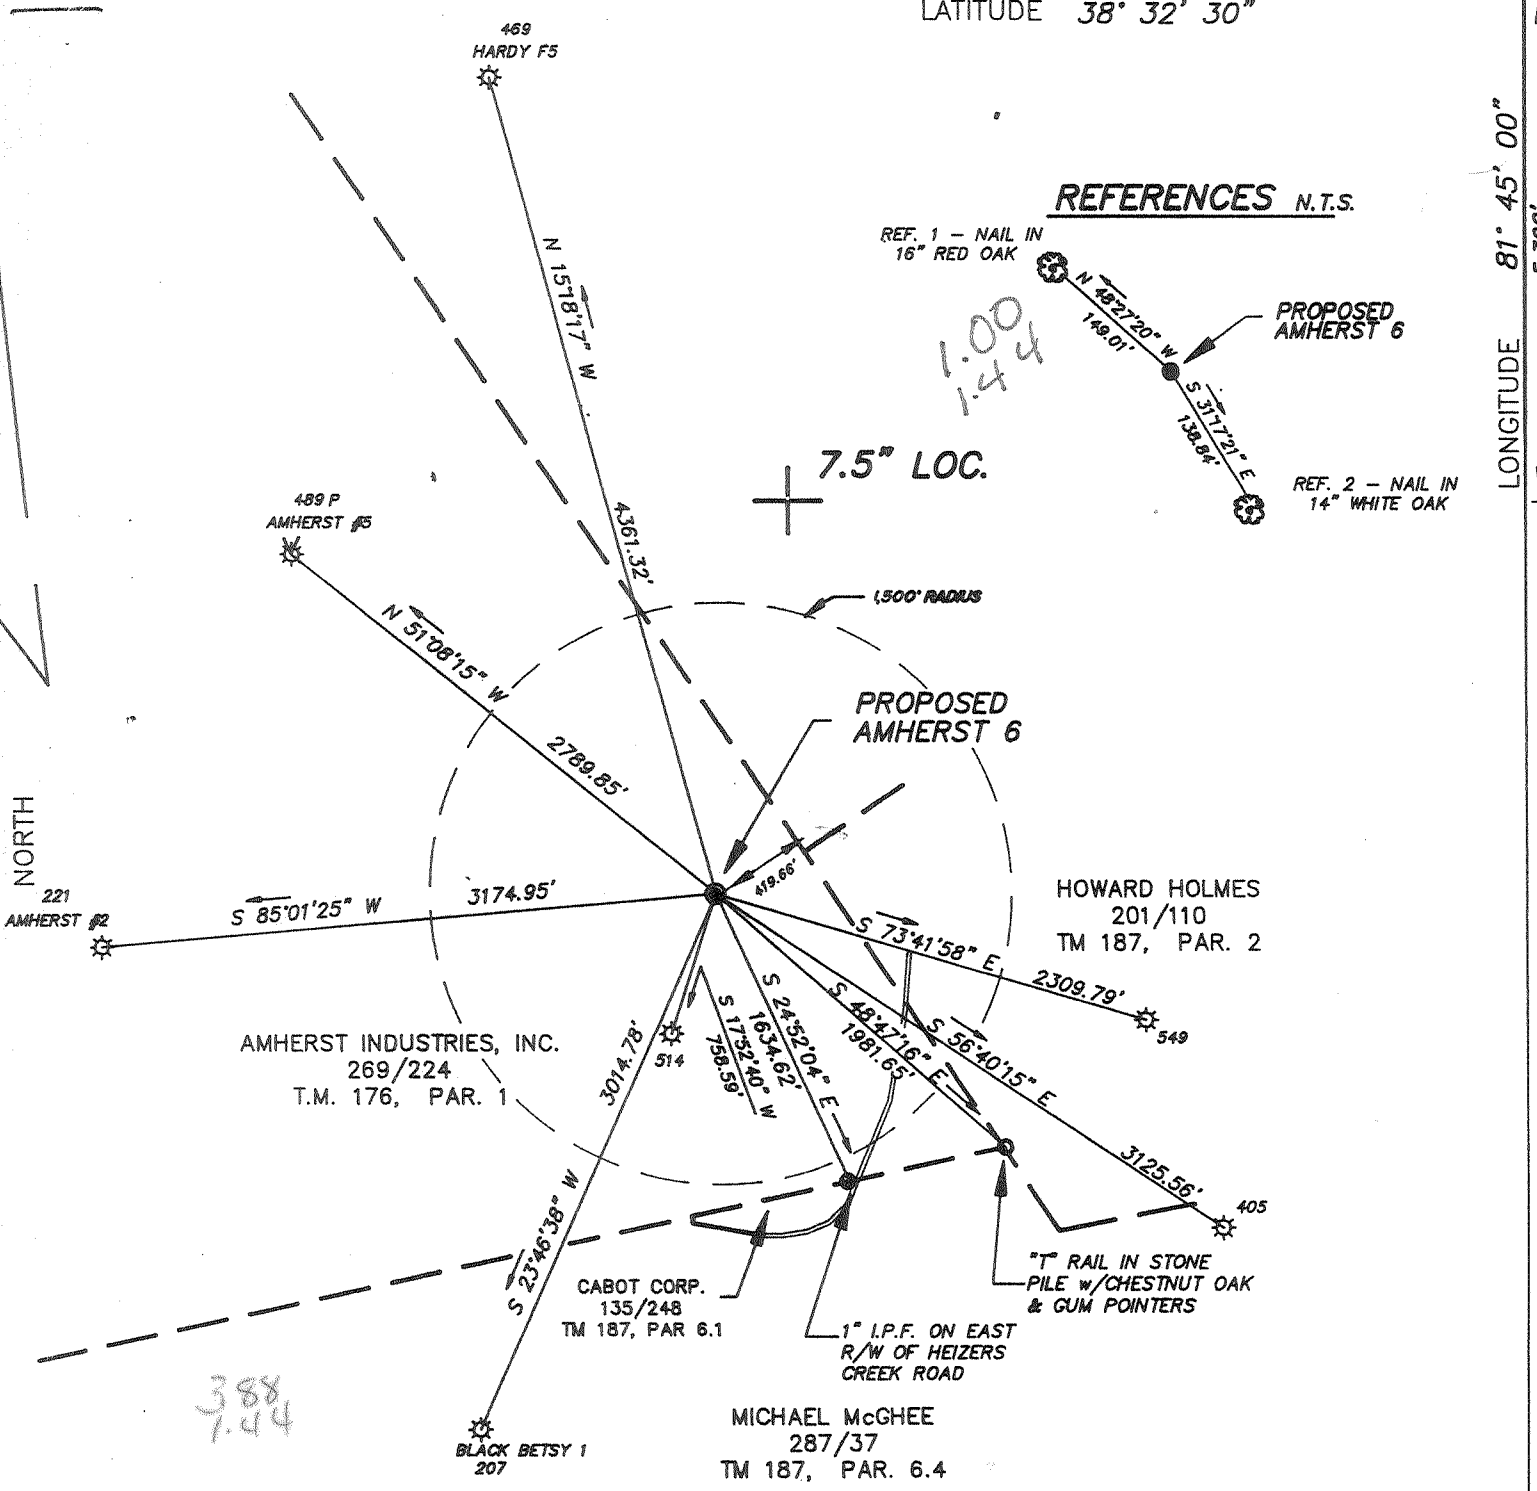 LATITUDE 38° 32' 30"
469
HARDY F5
LONGITUDE 81° 45' 00"
REFERENCES N.T.S.
REF. 1 – NAIL IN
16" RED OAK
N 48°27'20" W
149.01'
PROPOSED
AMHERST 6
S 31°17'21" E
138.84'
REF. 2 – NAIL IN
14" WHITE OAK
1.00
1.44
N 15°18'17" W
4361.32'
7.5" LOC.
489 P
AMHERST #5
1,500' RADIUS
N 51°08'15" W
2789.85'
PROPOSED
AMHERST 6
NORTH
419.66'
221
AMHERST #2
S 85°01'25" W
3174.95'
HOWARD HOLMES
201/110
TM 187, PAR. 2
S 73°41'58" E
2309.79'
549
AMHERST INDUSTRIES, INC.
269/224
T.M. 176, PAR. 1
514
S 17°52'40" W
758.59'
S 24°52'04" E
1634.62'
S 48°47'16" E
1981.65'
S 56°40'15" E
3125.56'
405
3014.78'
S 23°46'38" W
CABOT CORP.
135/248
TM 187, PAR 6.1
"T" RAIL IN STONE
PILE w/CHESTNUT OAK
& GUM POINTERS
1" I.P.F. ON EAST
R/W OF HEIZERS
CREEK ROAD
388
1.44
BLACK BETSY 1
207
MICHAEL McGHEE
287/37
TM 187, PAR. 6.4